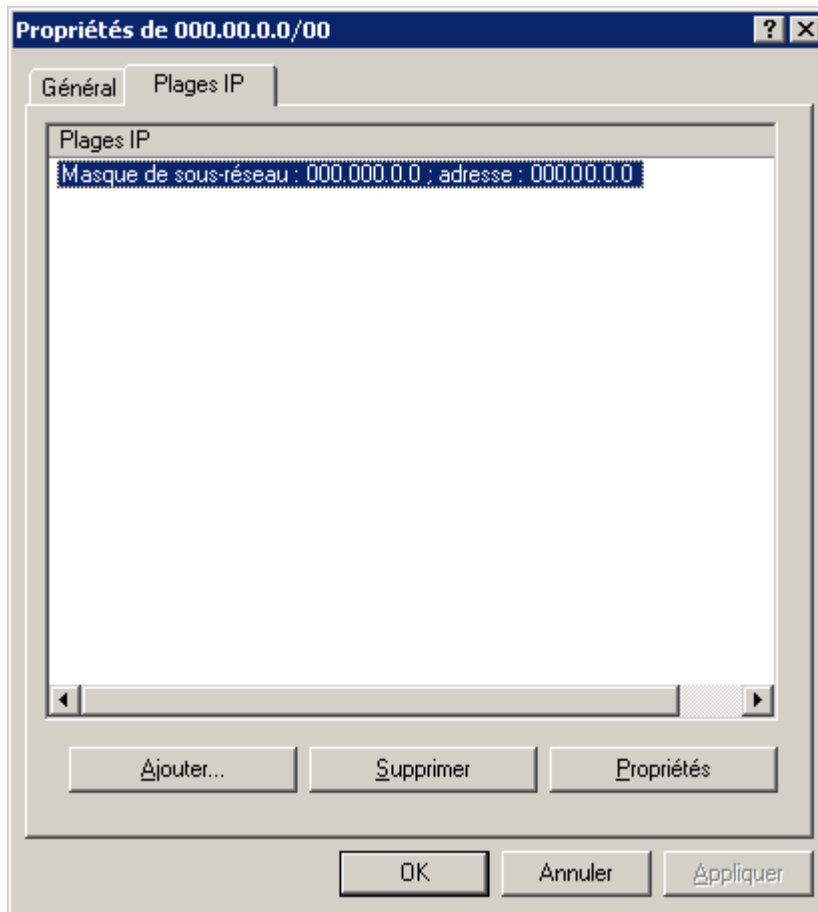 Propriétés de 000.00.0.0/00
Général
Plages IP
Plages IP
Masque de sous-réseau : 000.000.0.0 ; adresse : 000.00.0.0
Ajouter...
Supprimer
Propriétés
OK
Annuler
Appliquer